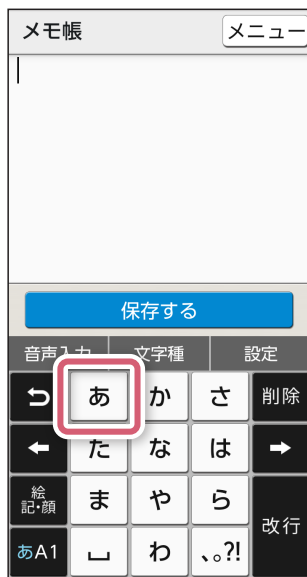 メモ帳 メニュー
保存する
音声入力 文字種 設定
あ か さ 削除
た な は
絵記・顔 ま や ら 改行
あA1 わ 、。?!